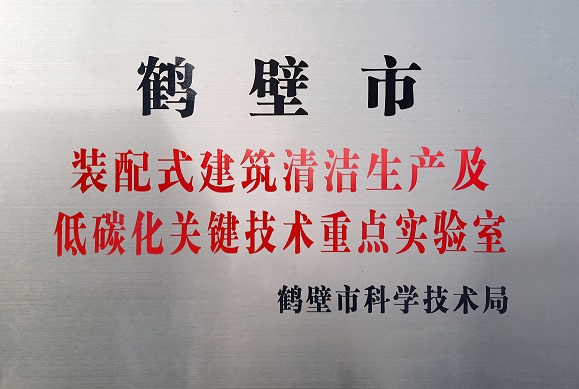 鹤壁市
装配式建筑清洁生产及
低碳化关键技术重点实验室
鹤壁市科学技术局